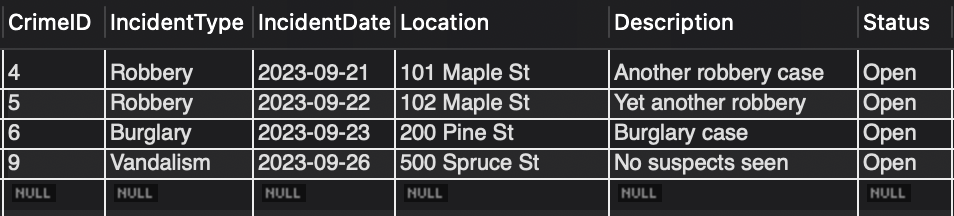 CrimeID IncidentType IncidentDate Location Description Status
4 Robbery 2023-09-21 101 Maple St Another robbery case Open
5 Robbery 2023-09-22 102 Maple St Yet another robbery Open
6 Burglary 2023-09-23 200 Pine St Burglary case Open
9 Vandalism 2023-09-26 500 Spruce St No suspects seen Open
NULL NULL NULL NULL NULL NULL